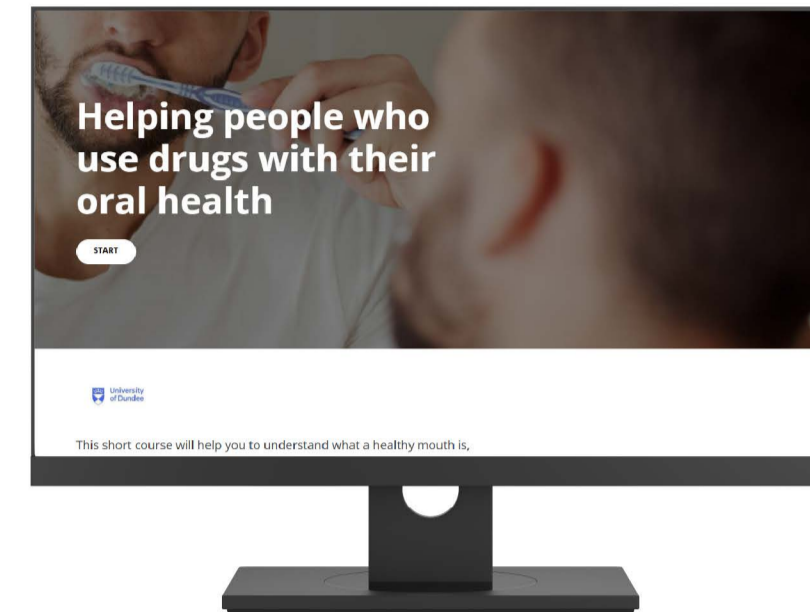 Helping people who
use drugs with their
oral health
START
University
of Dundee
This short course will help you to understand what a healthy mouth is,